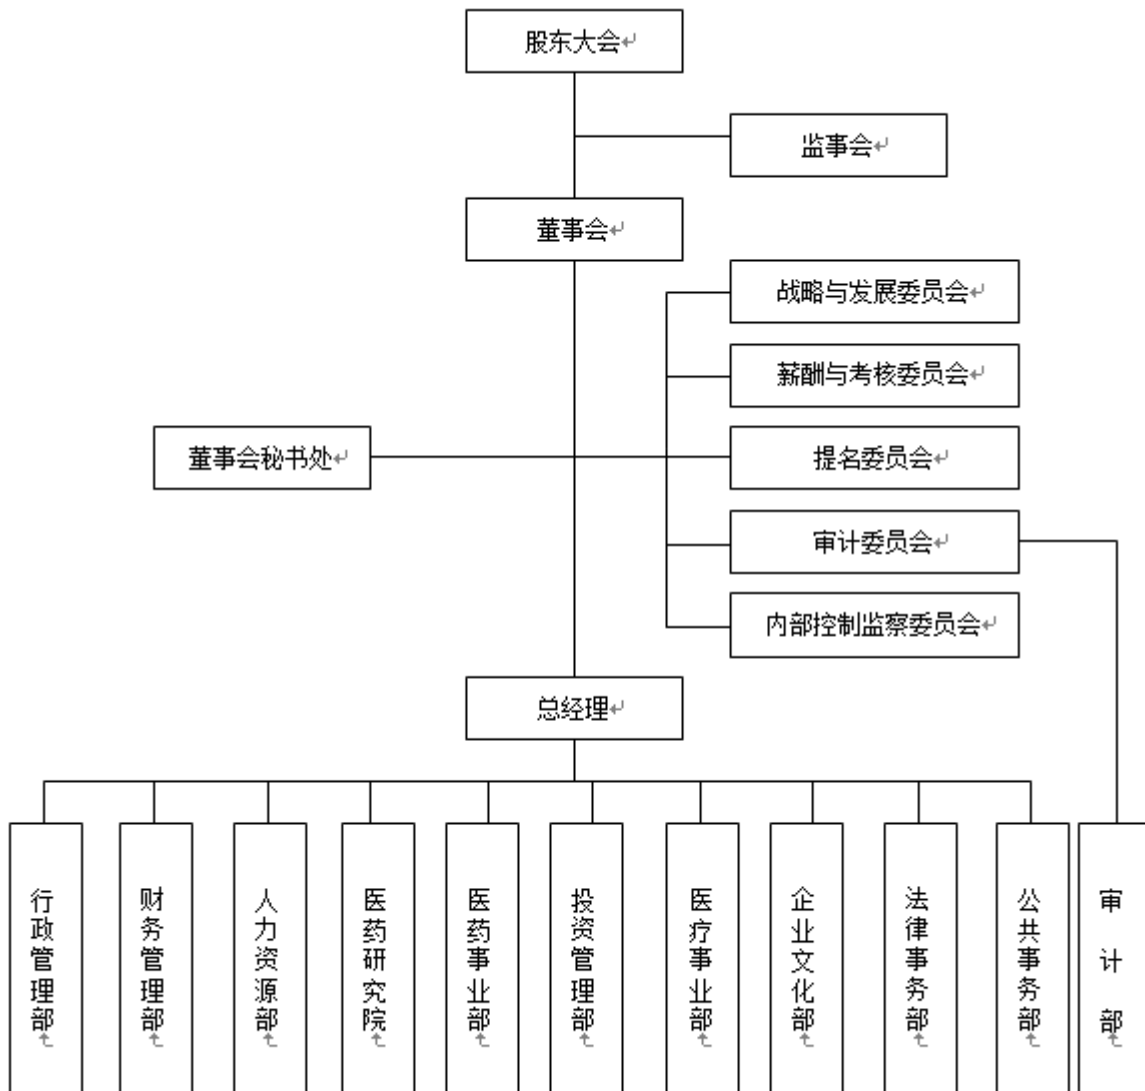 股东大会
监事会
董事会
战略与发展委员会
薪酬与考核委员会
董事会秘书处
提名委员会
审计委员会
内部控制监察委员会
总经理
行政管理部
财务管理部
人力资源部
医药研究院
医药事业部
投资管理部
医疗事业部
企业文化部
法律事务部
公共事务部
审计部